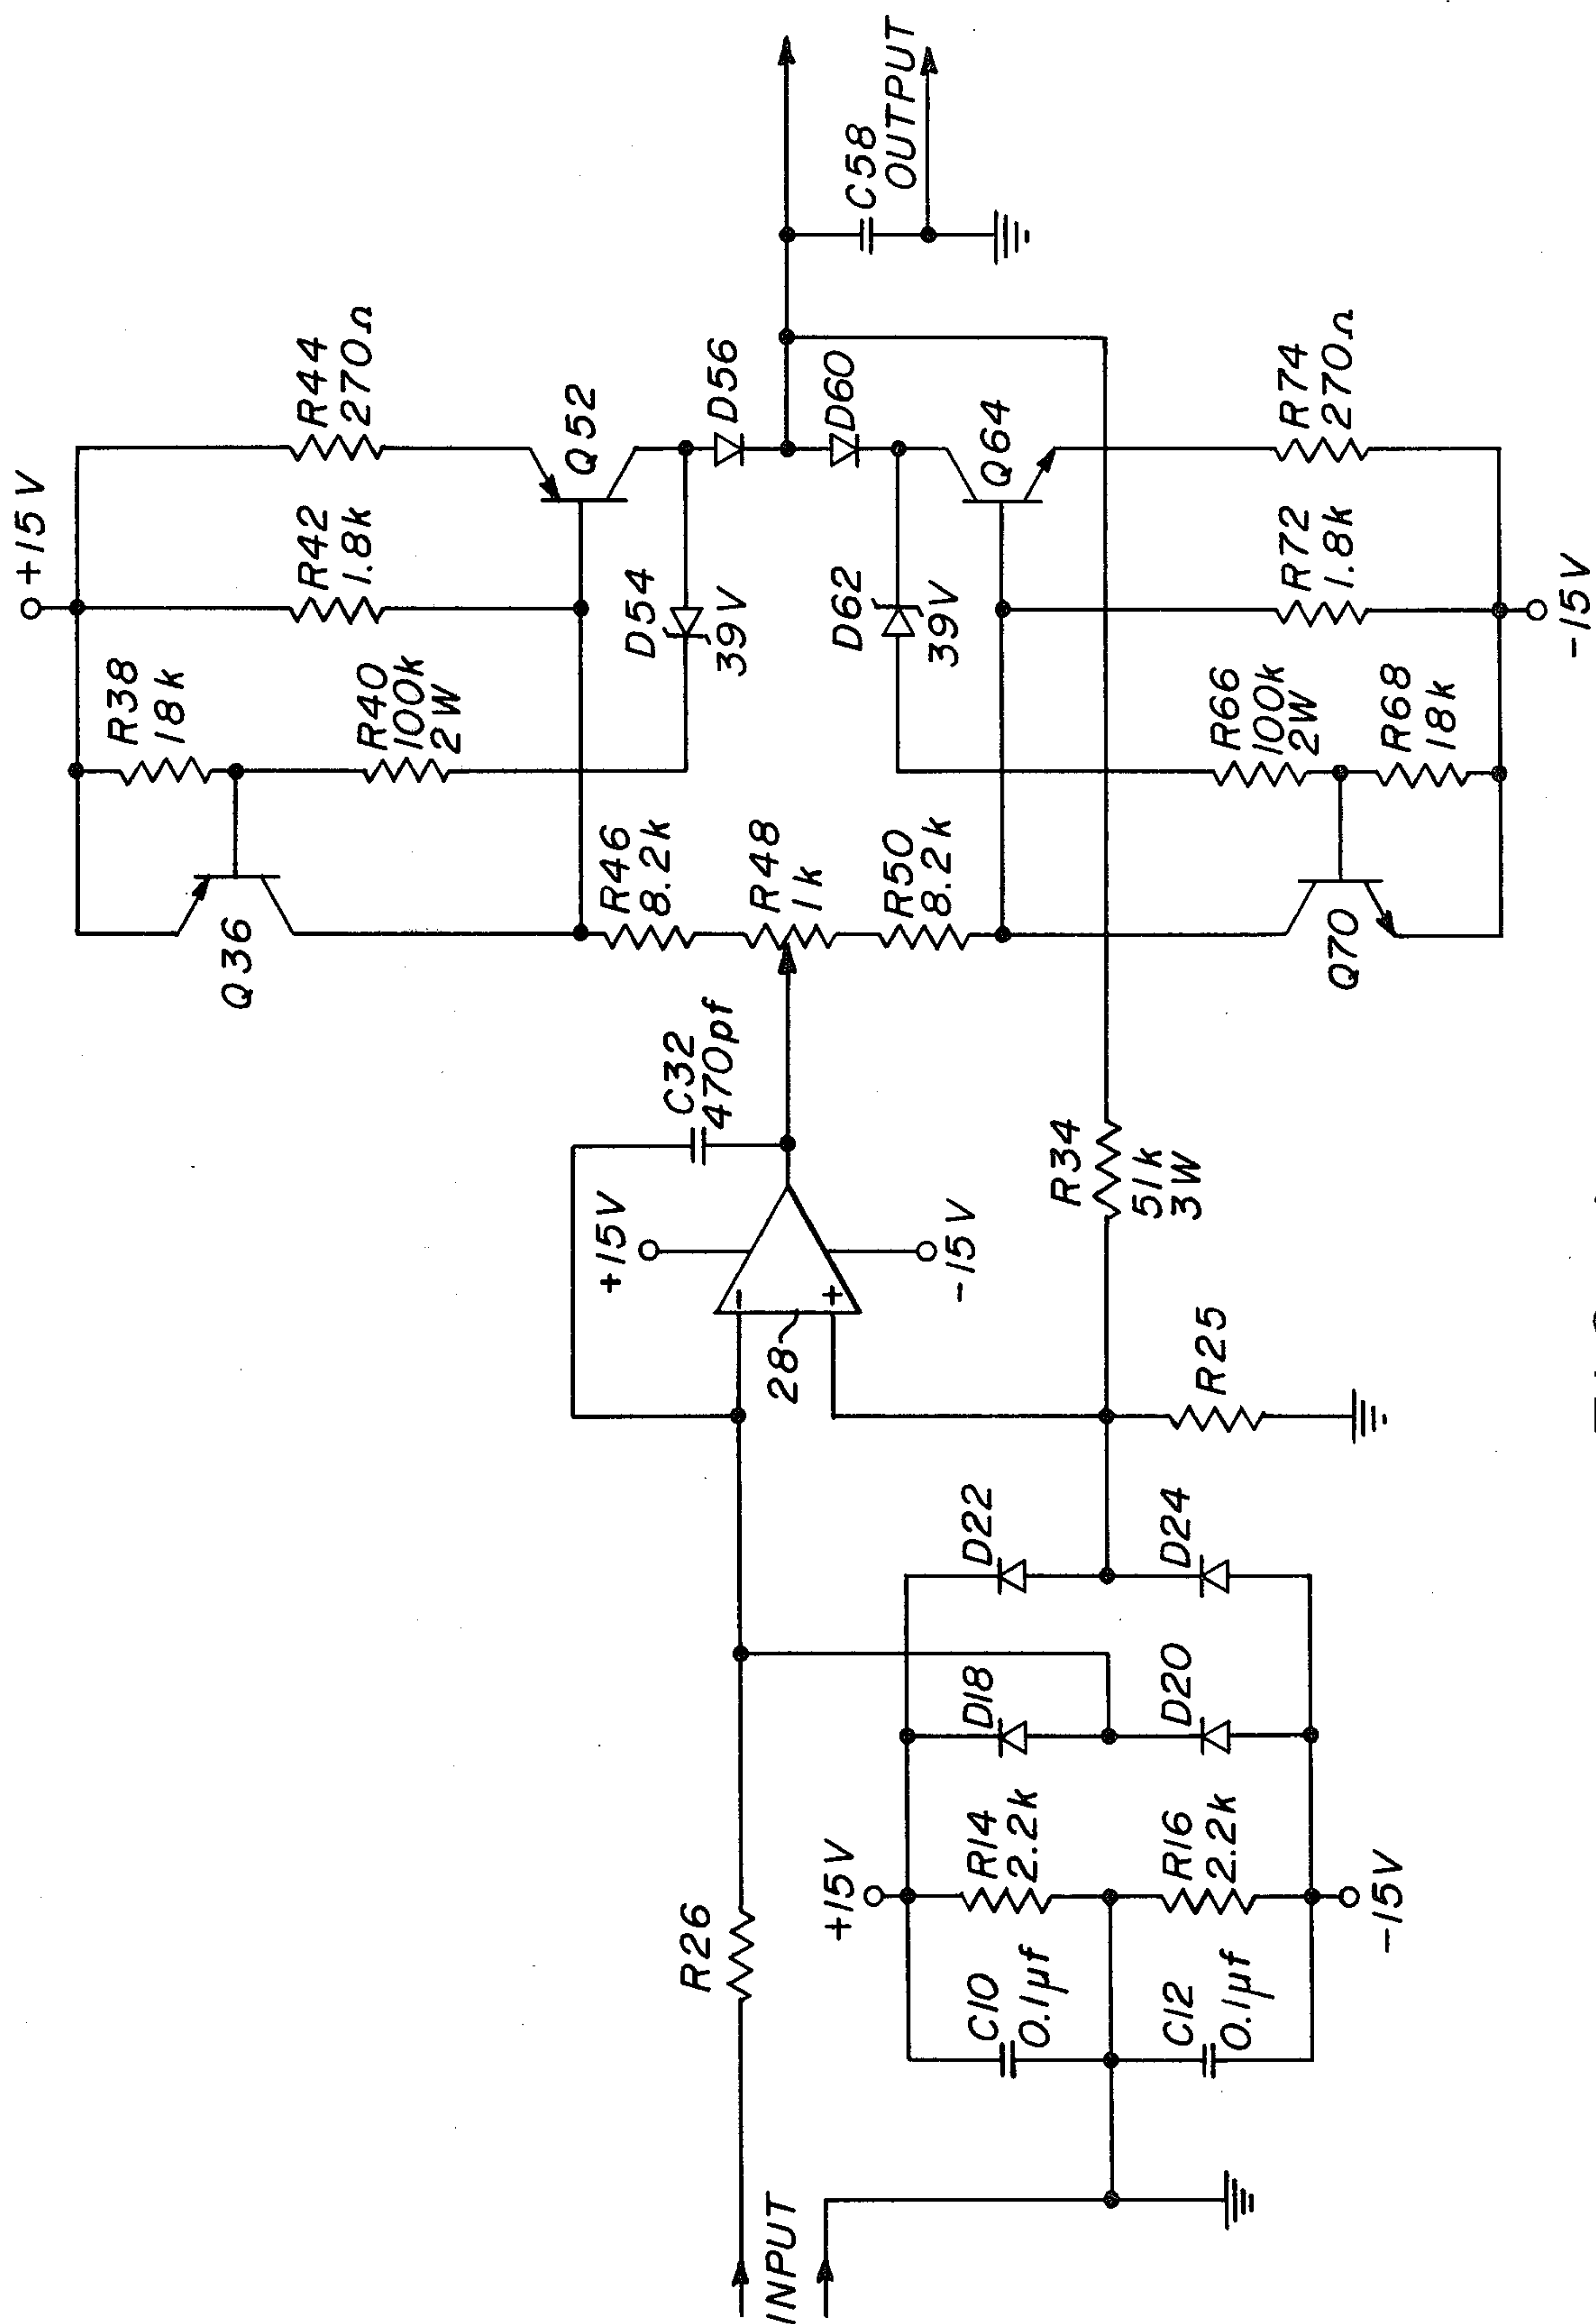 +15V
R38
18k
R42
1.8k
R44
270Ω
Q36
R40
100k
2W
Q52
R46
8.2k
D54
39V
D56
C32
470pf
+15V
R48
1k
R26
28
−
+
-15V
INPUT
C58
OUTPUT
D60
D62
39V
R50
8.2k
Q64
+15V
C10
0.1µf
R14
2.2k
D18
D22
R34
51k
3W
C12
0.1µf
R16
2.2k
D20
D24
R25
R66
100k
2W
R72
1.8k
R74
270Ω
Q70
R68
18k
-15V
-15V